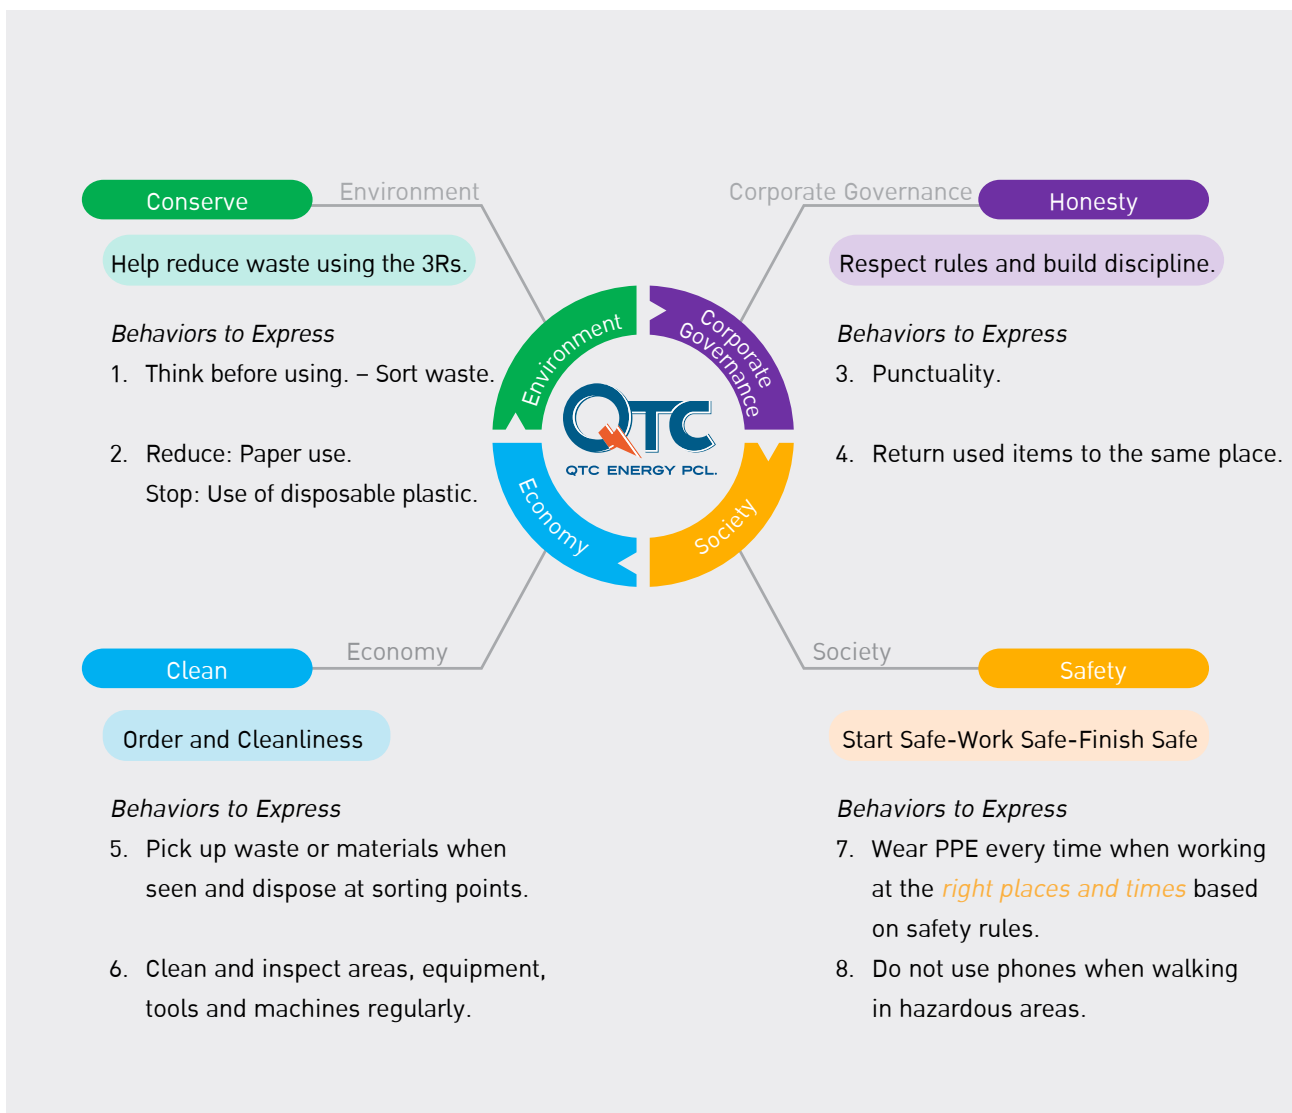 Conserve
Environment
Help reduce waste using the 3Rs.
Behaviors to Express
1. Think before using. – Sort waste.
2. Reduce: Paper use.
Stop: Use of disposable plastic.
Corporate Governance
Honesty
Respect rules and build discipline.
Behaviors to Express
3. Punctuality.
4. Return used items to the same place.
Environment
Corporate
Governance
QTC
QTC ENERGY PCL.
Economy
Society
Clean
Economy
Order and Cleanliness
Behaviors to Express
5. Pick up waste or materials when
seen and dispose at sorting points.
6. Clean and inspect areas, equipment,
tools and machines regularly.
Society
Safety
Start Safe-Work Safe-Finish Safe
Behaviors to Express
7. Wear PPE every time when working
at the right places and times based
on safety rules.
8. Do not use phones when walking
in hazardous areas.